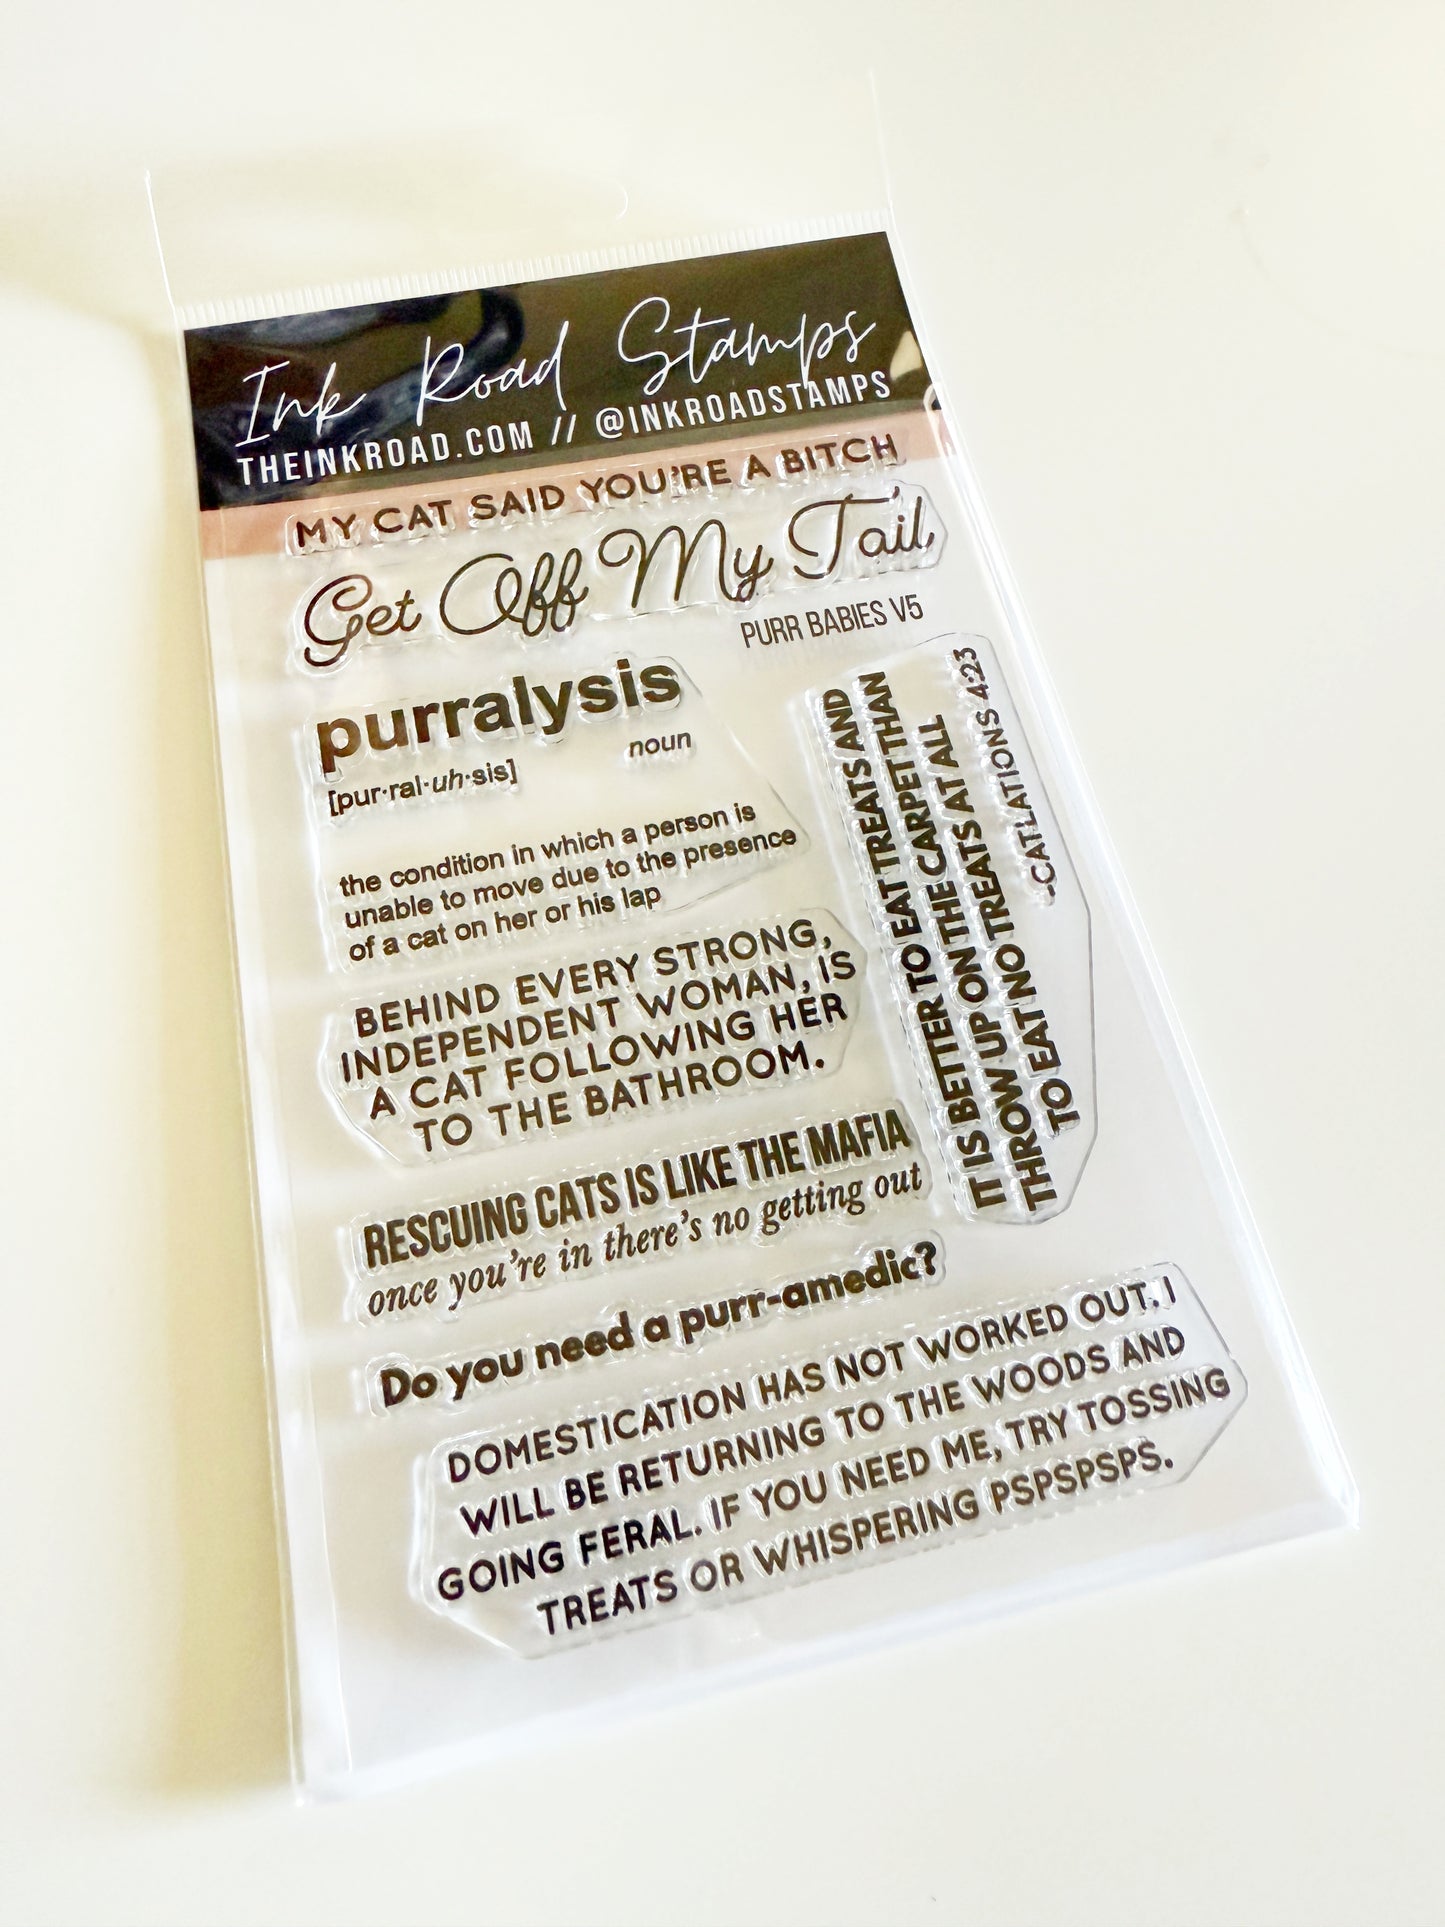 Ink Road Stamps
THEINKROAD.COM // @INKROADSTAMPS
MY CAT SAID YOU'RE A BITCH
Get Off My Tail
PURR BABIES V5
purralysis
noun
[pur·ral·uh·sis]
the condition in which a person is
unable to move due to the presence
of a cat on her or his lap
IT IS BETTER TO EAT TREATS AND
THROW UP ON THE CARPET THAN
TO EAT NO TREATS AT ALL
-CATLATIONS 4:23
BEHIND EVERY STRONG,
INDEPENDENT WOMAN, IS
A CAT FOLLOWING HER
TO THE BATHROOM.
RESCUING CATS IS LIKE THE MAFIA
once you're in there's no getting out
Do you need a purr-amedic?
DOMESTICATION HAS NOT WORKED OUT. I
WILL BE RETURNING TO THE WOODS AND
GOING FERAL. IF YOU NEED ME, TRY TOSSING
TREATS OR WHISPERING PSPSPSPS.